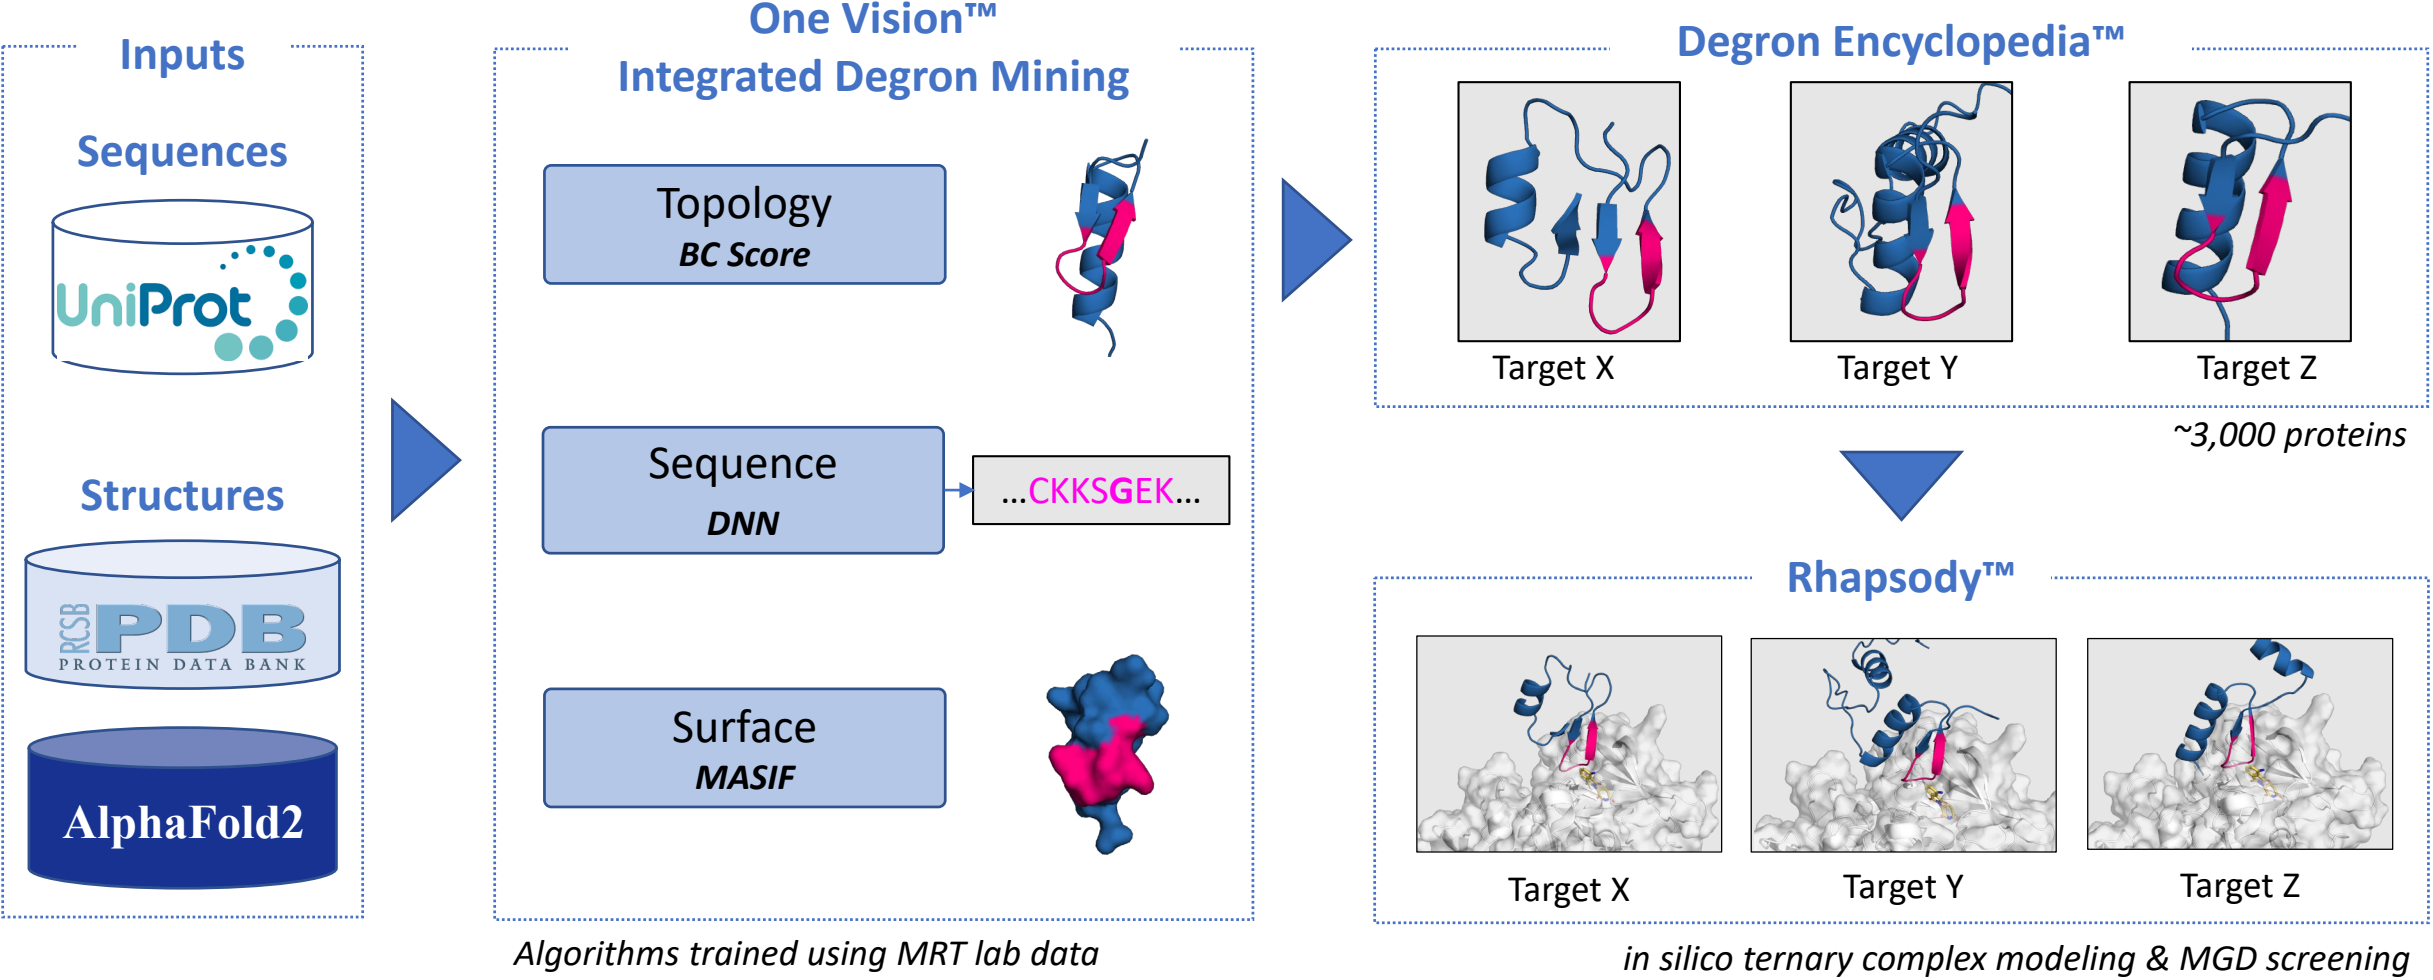 Inputs
Sequences
UniProt
Structures
RCSB
PDB
PROTEIN DATA BANK
AlphaFold2
One Vision™
Integrated Degron Mining
Topology
BC Score
Sequence
DNN
...CKKSGEK...
Surface
MASIF
Algorithms trained using MRT lab data
Degron Encyclopedia™
Target X
Target Y
Target Z
~3,000 proteins
Rhapsody™
Target X
Target Y
Target Z
in silico ternary complex modeling & MGD screening